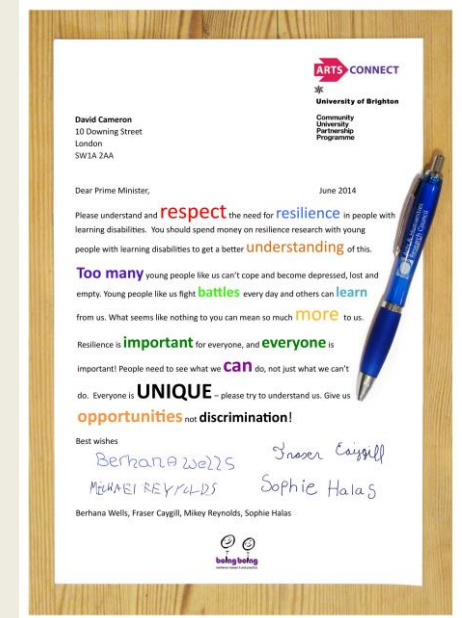 ARTS CONNECT
University of Brighton
Community
University
Partnership
Programme
David Cameron
10 Downing Street
London
SW1A 2AA
Dear Prime Minister, June 2014
Please understand and respect the need for resilience in people with
learning disabilities. You should spend money on resilience research with young
people with learning disabilities to get a better understanding of this.
Too many young people like us can't cope and become depressed, lost and
empty. Young people like us fight battles every day and others can learn
from us. What seems like nothing to you can mean so much more to us.
Resilience is important for everyone, and everyone is
important! People need to see what we can do, not just what we can't
do. Everyone is UNIQUE – please try to understand us. Give us
opportunities not discrimination!
Best wishes
Berhana Wells Fraser Caygill
MICHAEl REYNOLDS Sophie Halas
Berhana Wells, Fraser Caygill, Mikey Reynolds, Sophie Halas
boingboing
Arts & Humanities
Research Council